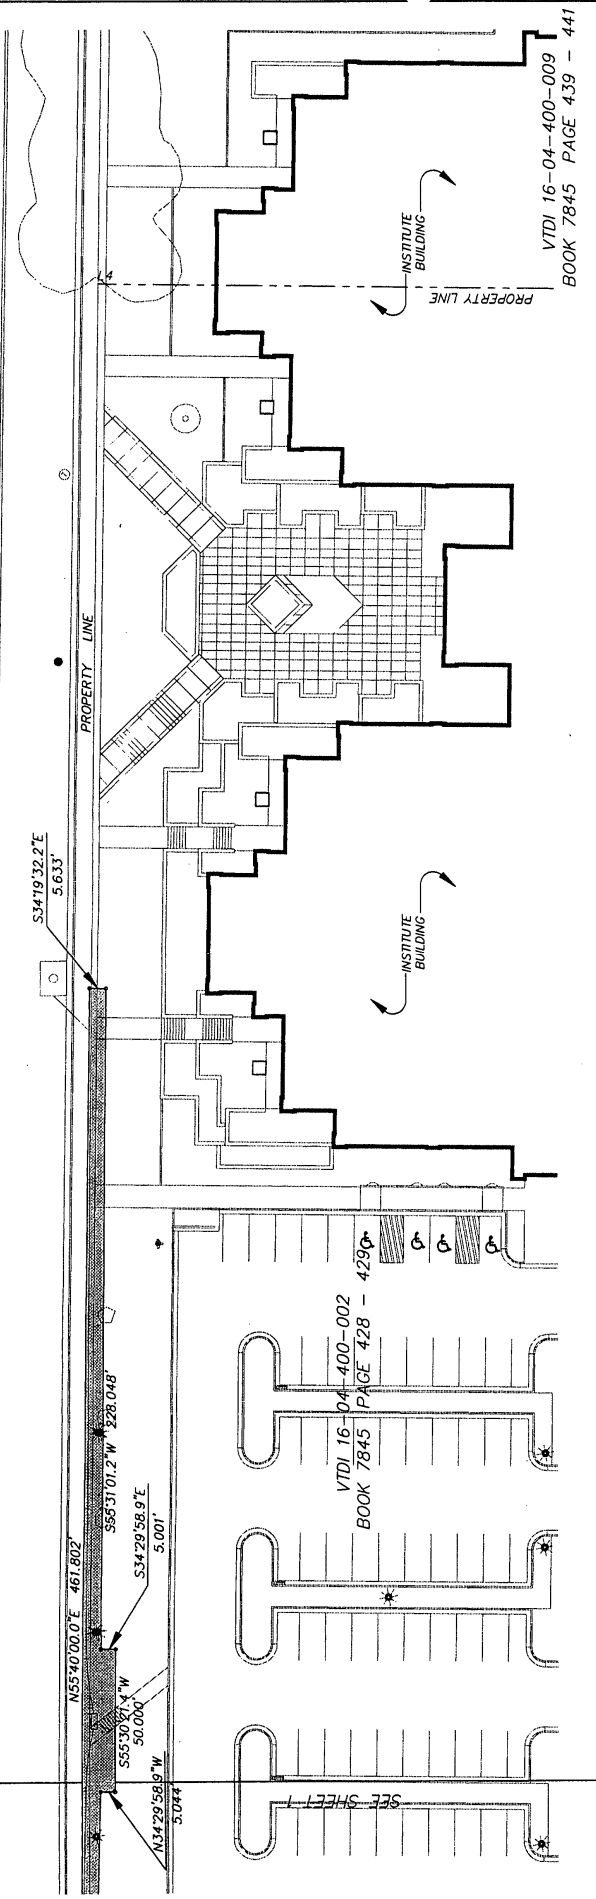 VTDI 16-04-400-009
BOOK 7845 PAGE 439 - 441
INSTITUTE
BUILDING
PROPERTY LINE
L4
PROPERTY LINE
S34°19'32.2"E
5.633'
INSTITUTE
BUILDING
VTDI 16-04-400-002
BOOK 7845 PAGE 428 - 429
N55°40'00.0"E 461.802'
S55°31'01.2"W 228.048'
S34°29'58.9"E
5.001'
S55°30'21.4"W
50.000'
N34°29'58.9"W
5.044'
SEE SHEET 1